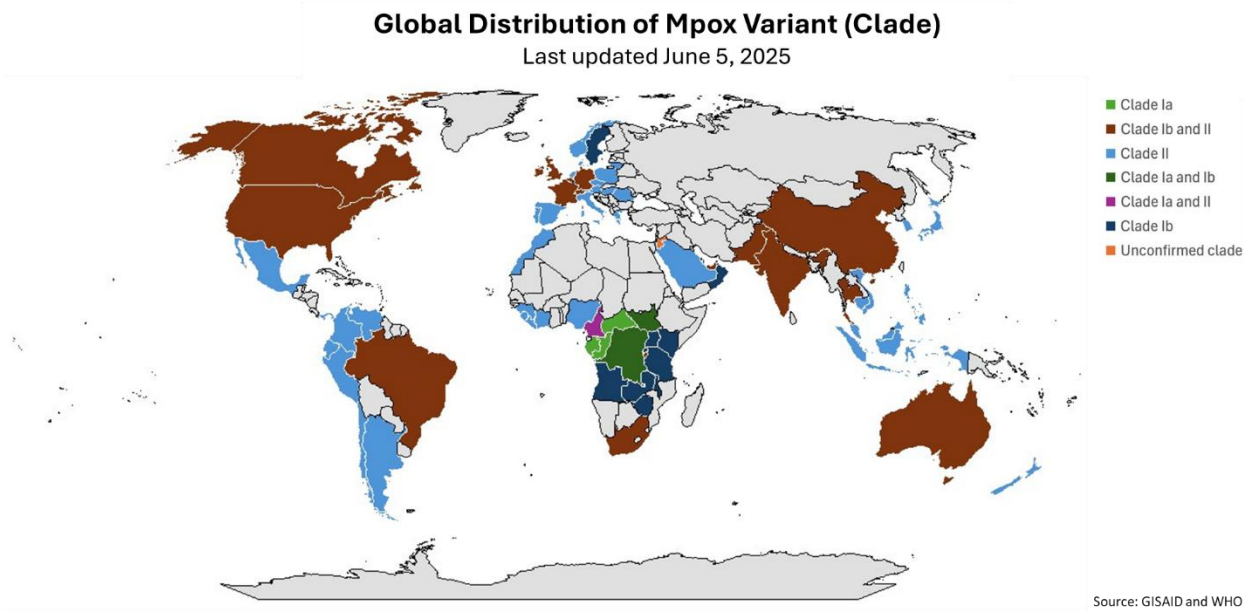 Global Distribution of Mpox Variant (Clade)
Last updated June 5, 2025
Clade Ia
Clade Ib and II
Clade II
Clade Ia and Ib
Clade Ia and II
Clade Ib
Unconfirmed clade
Source: GISAID and WHO